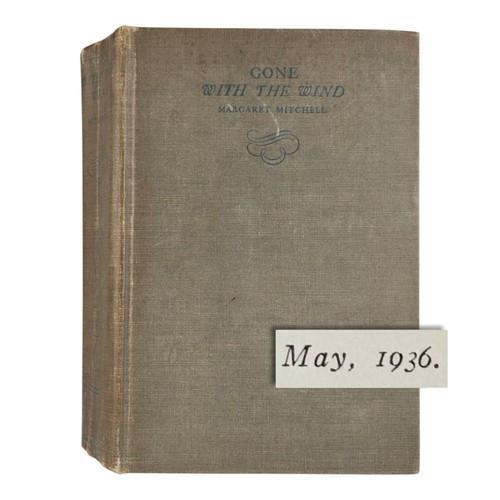 GONE
WITH THE WIND
MARGARET MITCHELL
May, 1936.